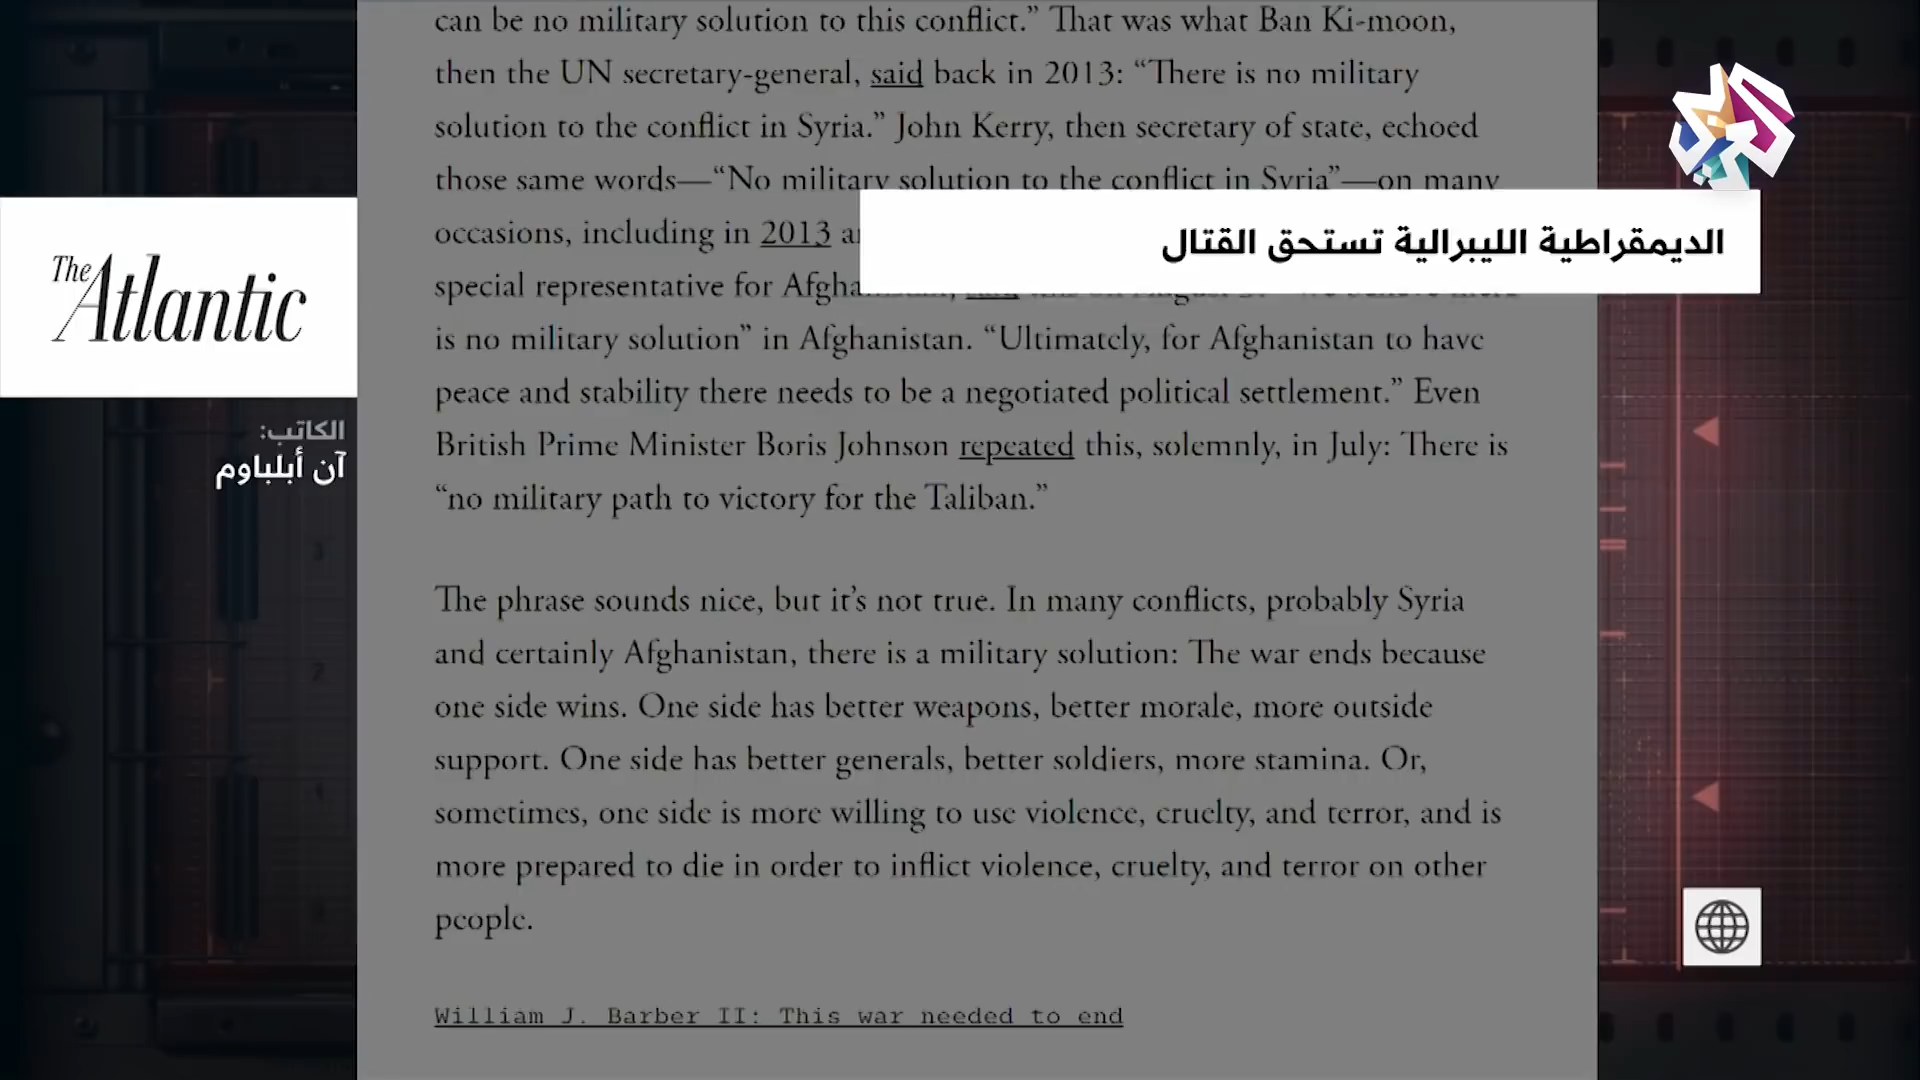 can be no military solution to this conflict.” That was what Ban Ki-moon,
then the UN secretary-general, said back in 2013: “There is no military
solution to the conflict in Syria.” John Kerry, then secretary of state, echoed
those same words—“No military solution to the conflict in Syria”—on many
occasions, including in 2013
الديمقراطية الليبرالية تستحق القتال
special representative for
is no military solution” in Afghanistan. “Ultimately, for Afghanistan to have
peace and stability there needs to be a negotiated political settlement.” Even
British Prime Minister Boris Johnson repeated this, solemnly, in July: There is
“no military path to victory for the Taliban.”
The phrase sounds nice, but it’s not true. In many conflicts, probably Syria
and certainly Afghanistan, there is a military solution: The war ends because
one side wins. One side has better weapons, better morale, more outside
support. One side has better generals, better soldiers, more stamina. Or,
sometimes, one side is more willing to use violence, cruelty, and terror, and is
more prepared to die in order to inflict violence, cruelty, and terror on other
people.
William J. Barber II: This war needed to end
The Atlantic
الكاتب:
آن أبلباوم